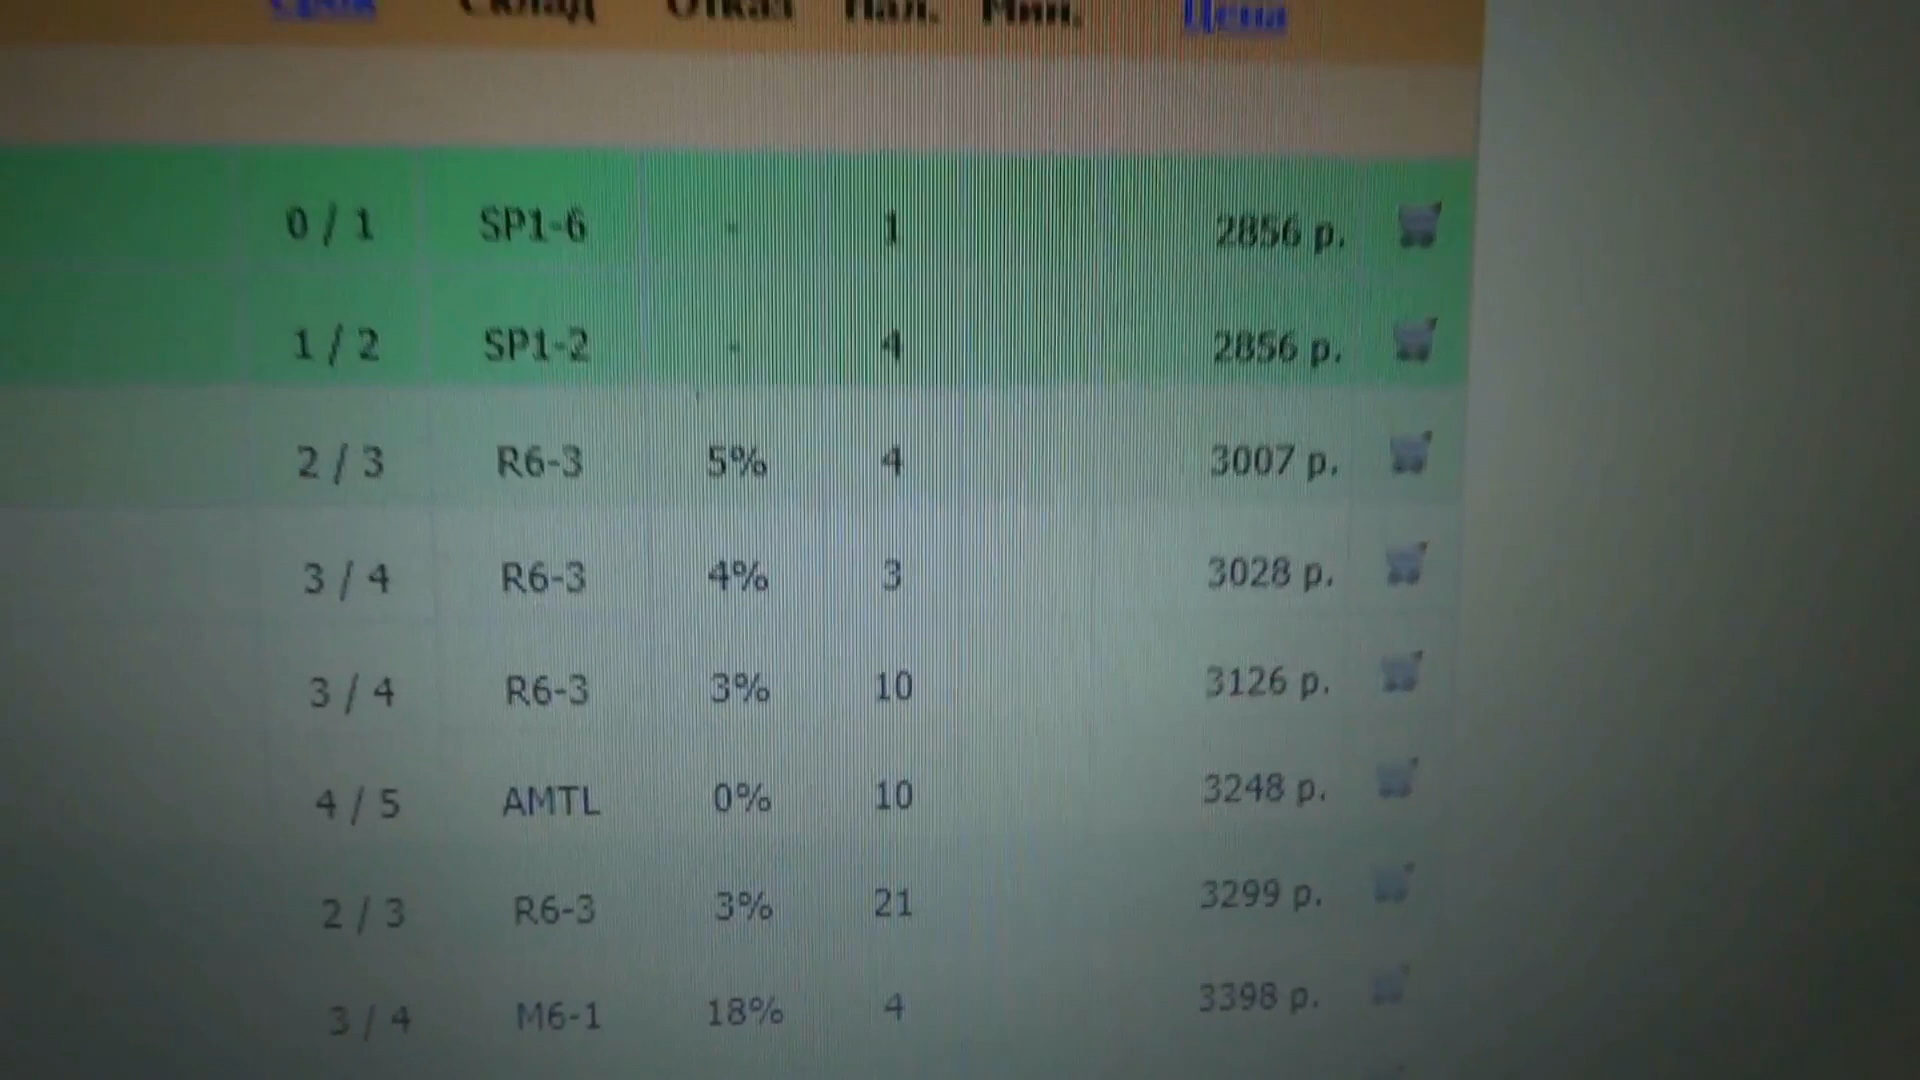 Срок Склад Отказ Нал. Мин. Цена
0 / 1 SP1-6 - 1 2856 р.
1 / 2 SP1-2 - 4 2856 р.
2 / 3 R6-3 5% 4 3007 р.
3 / 4 R6-3 4% 3 3028 р.
3 / 4 R6-3 3% 10 3126 р.
4 / 5 AMTL 0% 10 3248 р.
2 / 3 R6-3 3% 21 3299 р.
3 / 4 M6-1 18% 4 3398 р.